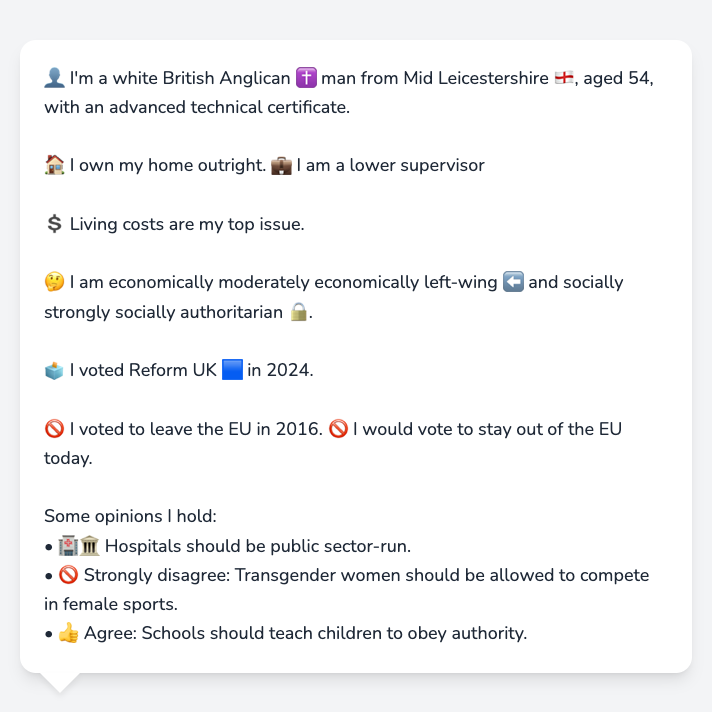 👤 I'm a white British Anglican ✝️ man from Mid Leicestershire 🏴󠁧󠁢󠁥󠁮󠁧󠁿, aged 54,
with an advanced technical certificate.
🏠 I own my home outright. 💼 I am a lower supervisor
💲 Living costs are my top issue.
🤔 I am economically moderately economically left-wing ⬅️ and socially
strongly socially authoritarian 🔒.
🗳️ I voted Reform UK 🟦 in 2024.
🚫 I voted to leave the EU in 2016. 🚫 I would vote to stay out of the EU
today.
Some opinions I hold:
• 🏥🏛️ Hospitals should be public sector-run.
• 🚫 Strongly disagree: Transgender women should be allowed to compete
in female sports.
• 👍 Agree: Schools should teach children to obey authority.